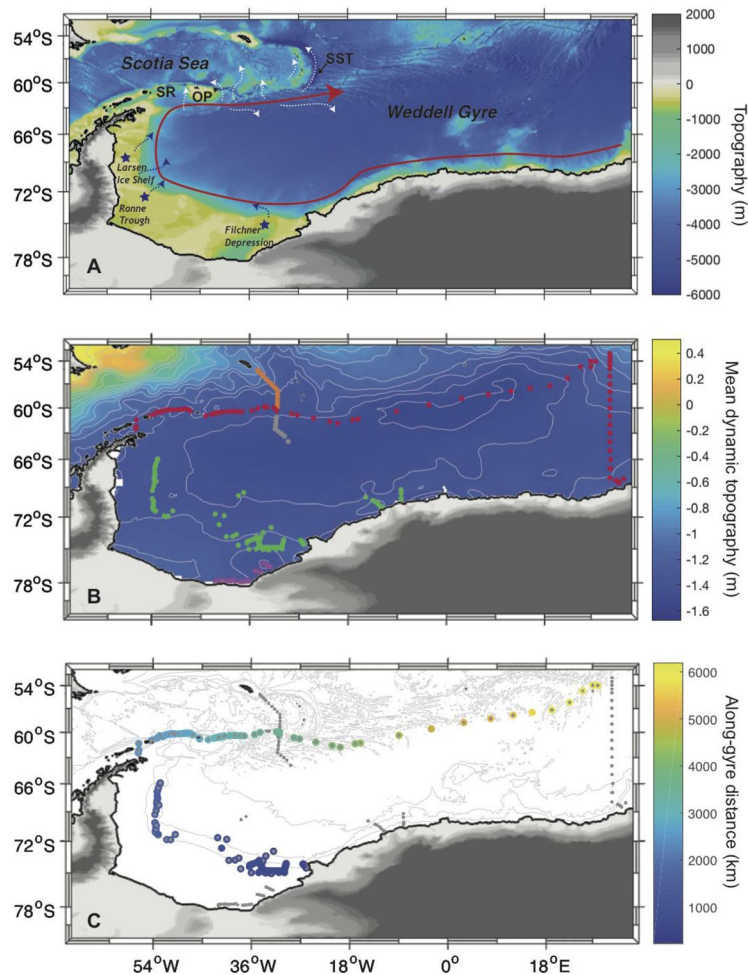 54°S
60°S
66°S
72°S
78°S
Scotia Sea
SST
SR
OP
Weddell Gyre
Larsen
Ice Shelf
Ronne
Trough
Filchner
Depression
A
2000
1000
0
-1000
-2000
-3000
-4000
-5000
-6000
Topography (m)
54°S
60°S
66°S
72°S
78°S
B
0.4
0.2
0
-0.2
-0.4
-0.6
-0.8
-1
-1.2
-1.4
-1.6
Mean dynamic topography (m)
54°S
60°S
66°S
72°S
78°S
C
6000
5000
4000
3000
2000
1000
Along-gyre distance (km)
54°W 36°W 18°W 0° 18°E